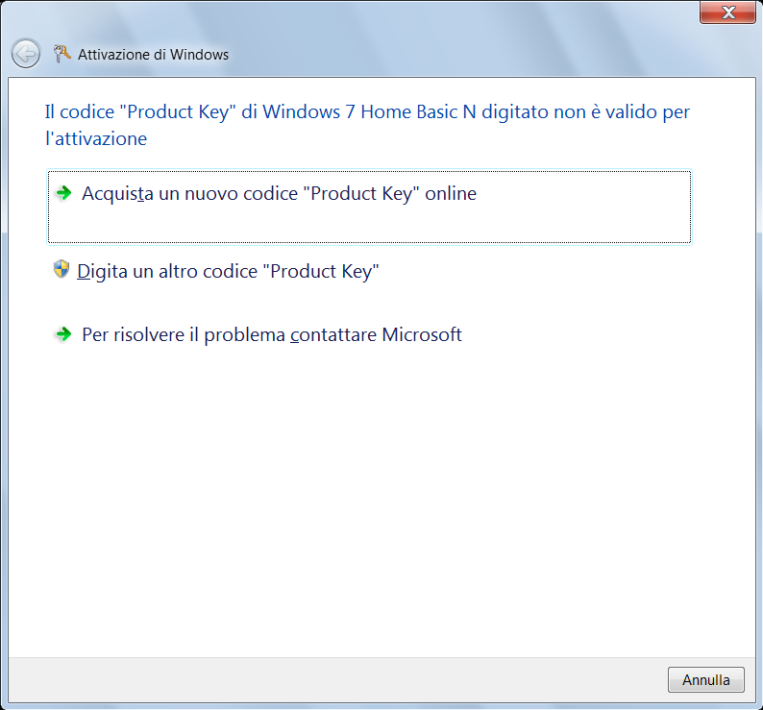 Attivazione di Windows
Il codice "Product Key" di Windows 7 Home Basic N digitato non è valido per
l'attivazione
Acquista un nuovo codice "Product Key" online
Digita un altro codice "Product Key"
Per risolvere il problema contattare Microsoft
Annulla